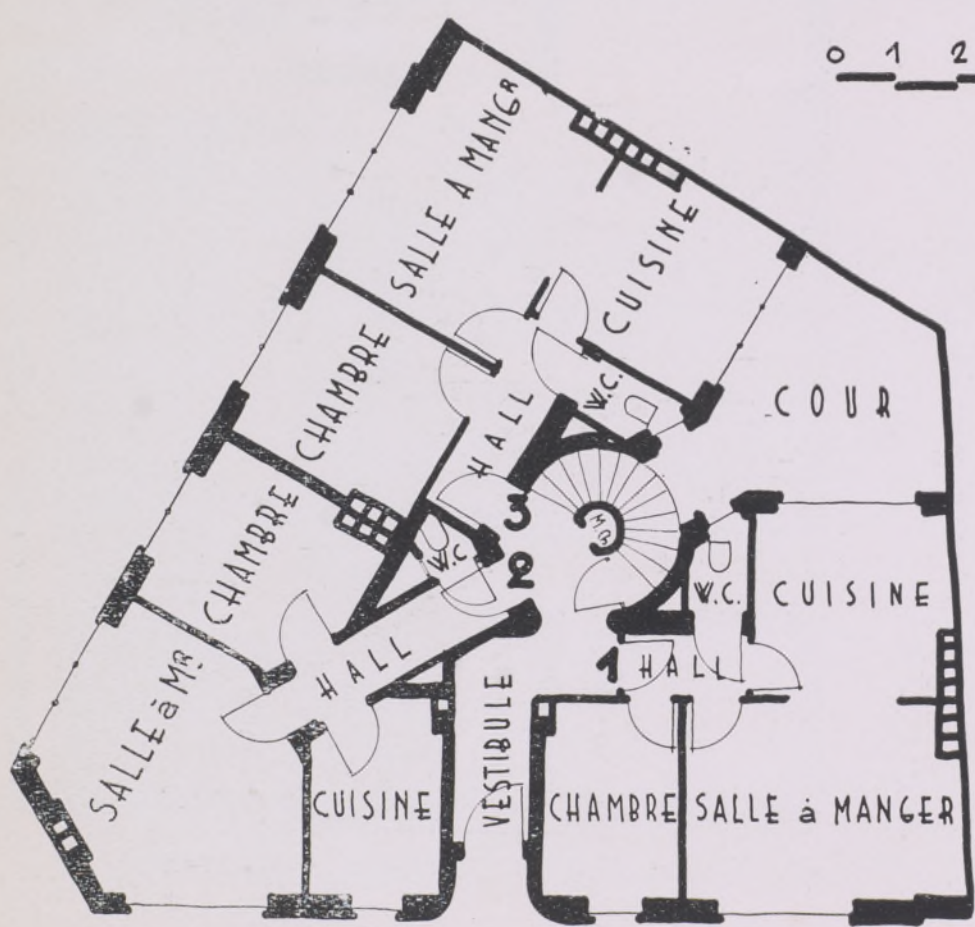 0 1 2
SALLE A MANGR
CUISINE
CHAMBRE
HALL
W.C.
COUR
3
CHAMBRE
W.C.
2
W.C.
CUISINE
SALLE à MR.
HALL
1
HALL
VESTIBULE
CUISINE
CHAMBRE
SALLE à MANGER